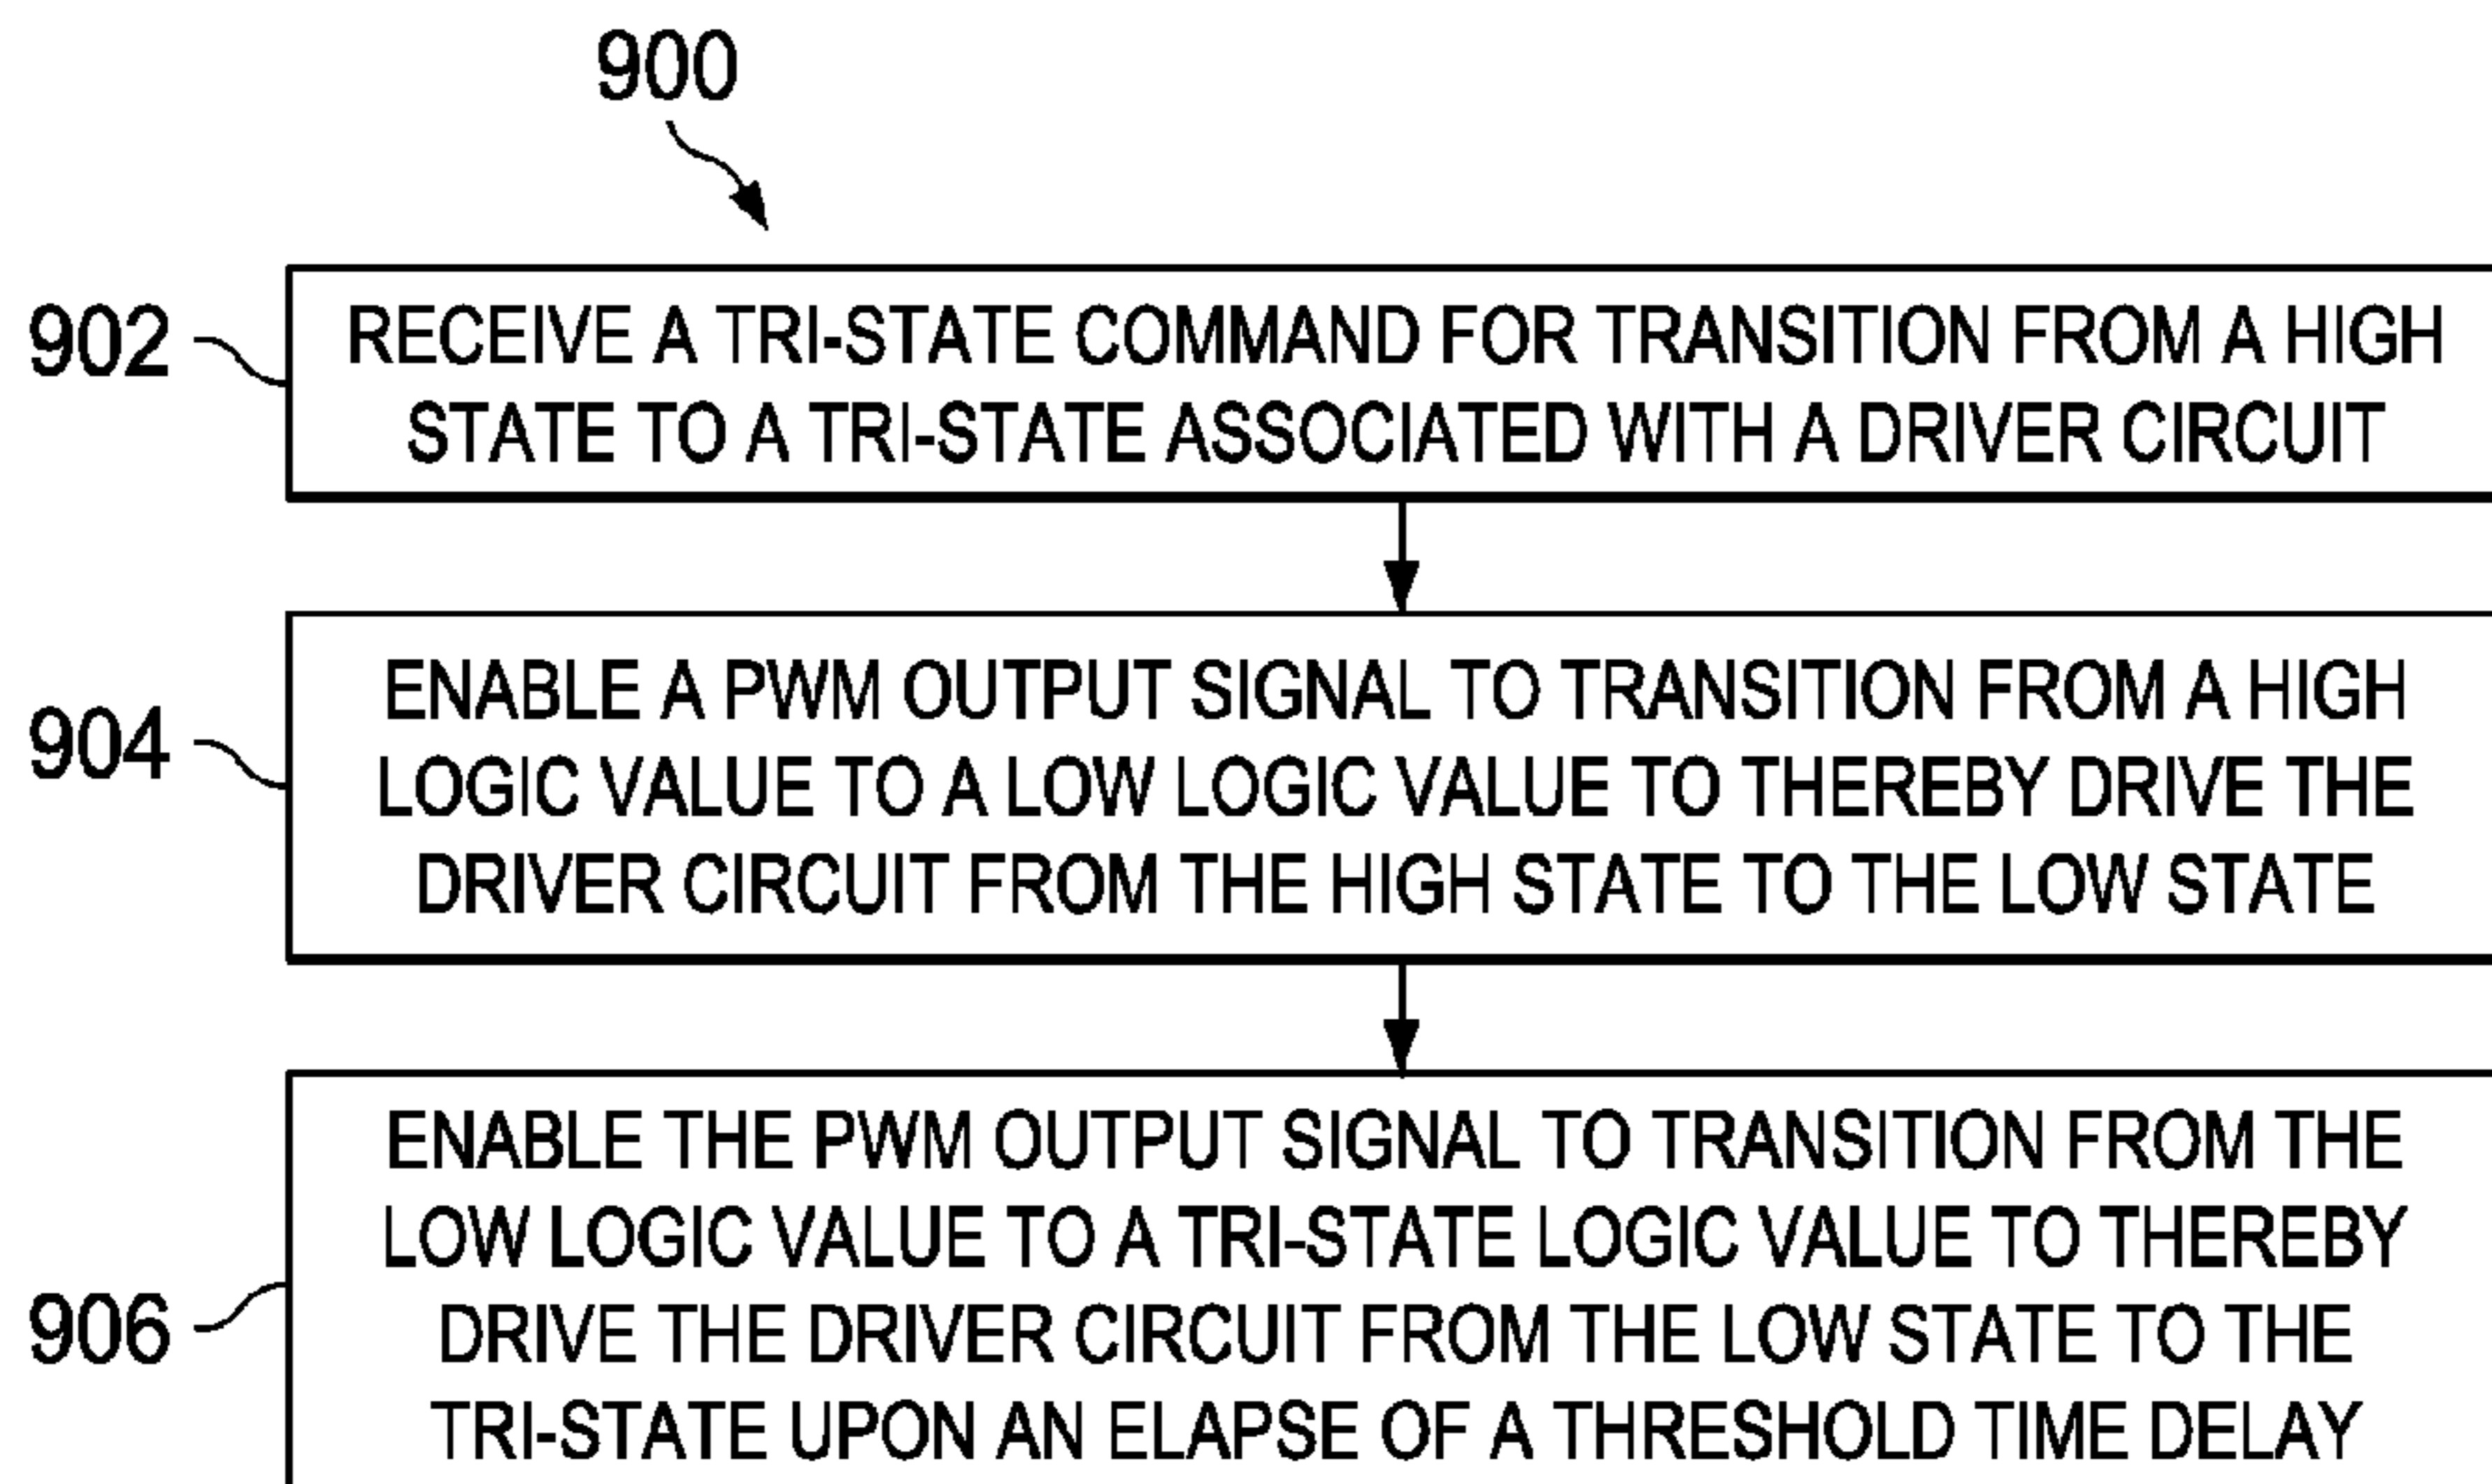 900
902
RECEIVE A TRI-STATE COMMAND FOR TRANSITION FROM A HIGH
STATE TO A TRI-STATE ASSOCIATED WITH A DRIVER CIRCUIT
904
ENABLE A PWM OUTPUT SIGNAL TO TRANSITION FROM A HIGH
LOGIC VALUE TO A LOW LOGIC VALUE TO THEREBY DRIVE THE
DRIVER CIRCUIT FROM THE HIGH STATE TO THE LOW STATE
906
ENABLE THE PWM OUTPUT SIGNAL TO TRANSITION FROM THE
LOW LOGIC VALUE TO A TRI-STATE LOGIC VALUE TO THEREBY
DRIVE THE DRIVER CIRCUIT FROM THE LOW STATE TO THE
TRI-STATE UPON AN ELAPSE OF A THRESHOLD TIME DELAY